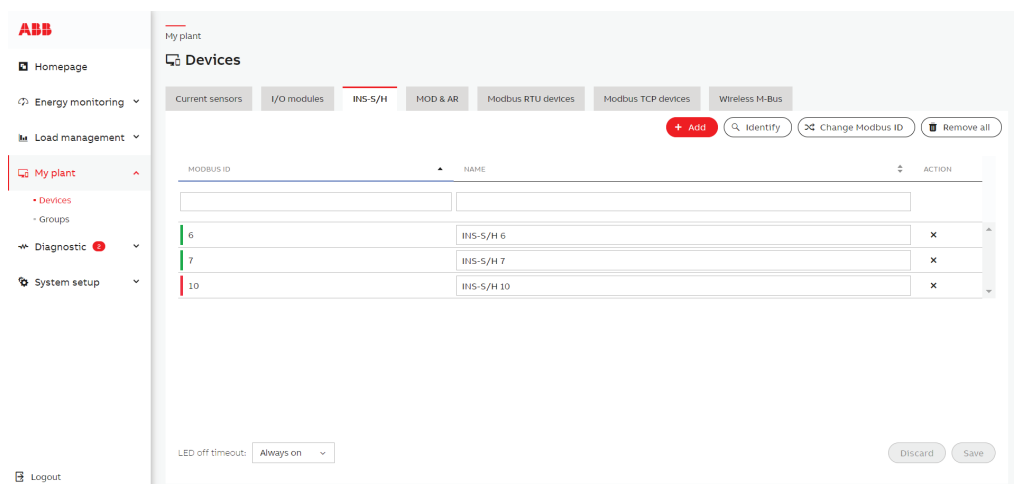 ABB
Homepage
Energy monitoring
Load management
My plant
Devices
Groups
Diagnostic 2
System setup
Logout
My plant
Devices
Current sensors I/O modules INS-S/H MOD & AR Modbus RTU devices Modbus TCP devices Wireless M-Bus
+ Add Identify Change Modbus ID Remove all
MODBUS ID NAME ACTION
6 INS-S/H 6
7 INS-S/H 7
10 INS-S/H 10
LED off timeout: Always on Discard Save